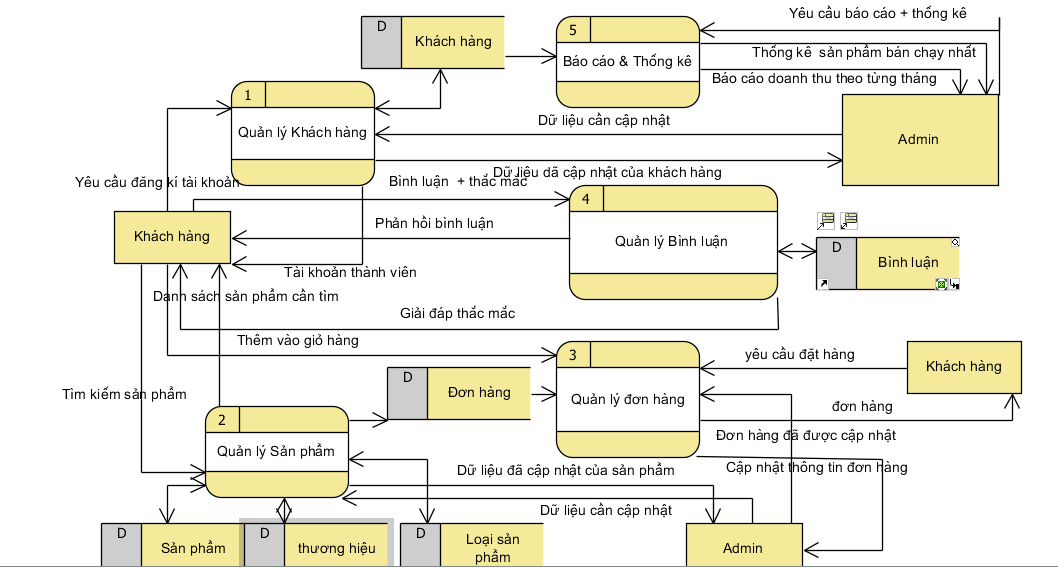 Yêu cầu báo cáo + thống kê
D
Khách hàng
5
Báo cáo & Thống kê
Thống kê sản phẩm bán chạy nhất
Báo cáo doanh thu theo từng tháng
1
Quản lý Khách hàng
Dữ liệu cần cập nhật
Admin
Dữ liệu dã cập nhật của khách hàng
Yêu cầu đăng kí tài khoản
Bình luận + thắc mắc
4
Khách hàng
Phản hồi bình luận
Quản lý Bình luận
D
Bình luận
Tài khoản thành viên
Danh sách sản phẩm cần tìm
Giải đáp thắc mắc
Thêm vào giỏ hàng
3
yêu cầu đặt hàng
Khách hàng
D
Đơn hàng
Quản lý đơn hàng
Tìm kiếm sản phẩm
đơn hàng
2
Đơn hàng đã được cập nhật
Quản lý Sản phẩm
Dữ liệu đã cập nhật của sản phẩm
Cập nhật thông tin đơn hàng
Dữ liệu cần cập nhật
D
Sản phẩm
D
thương hiệu
D
Loại sản
phẩm
Admin